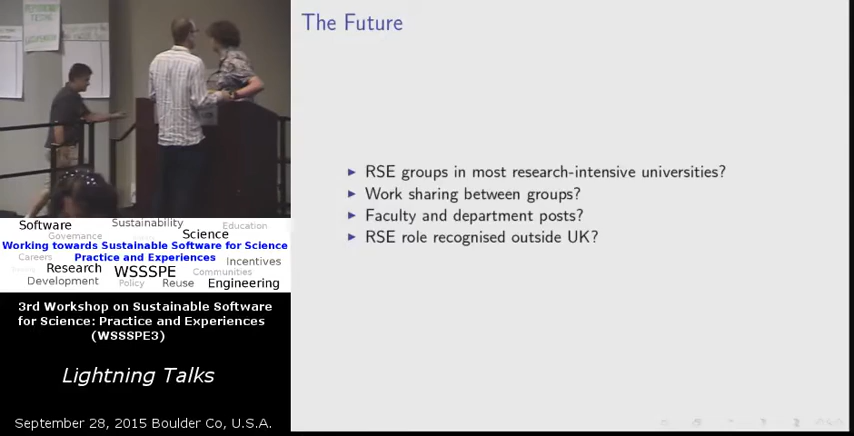 The Future
RSE groups in most research-intensive universities?
Work sharing between groups?
Faculty and department posts?
RSE role recognised outside UK?
Software
Sustainability
Education
Governance
Science
Working towards Sustainable Software for Science
Practice and Experiences
Careers
Incentives
Research
WSSSPE
Communities
Development
Policy
Reuse
Engineering
3rd Workshop on Sustainable Software
for Science: Practice and Experiences
(WSSSPE3)
Lightning Talks
September 28, 2015 Boulder Co, U.S.A.